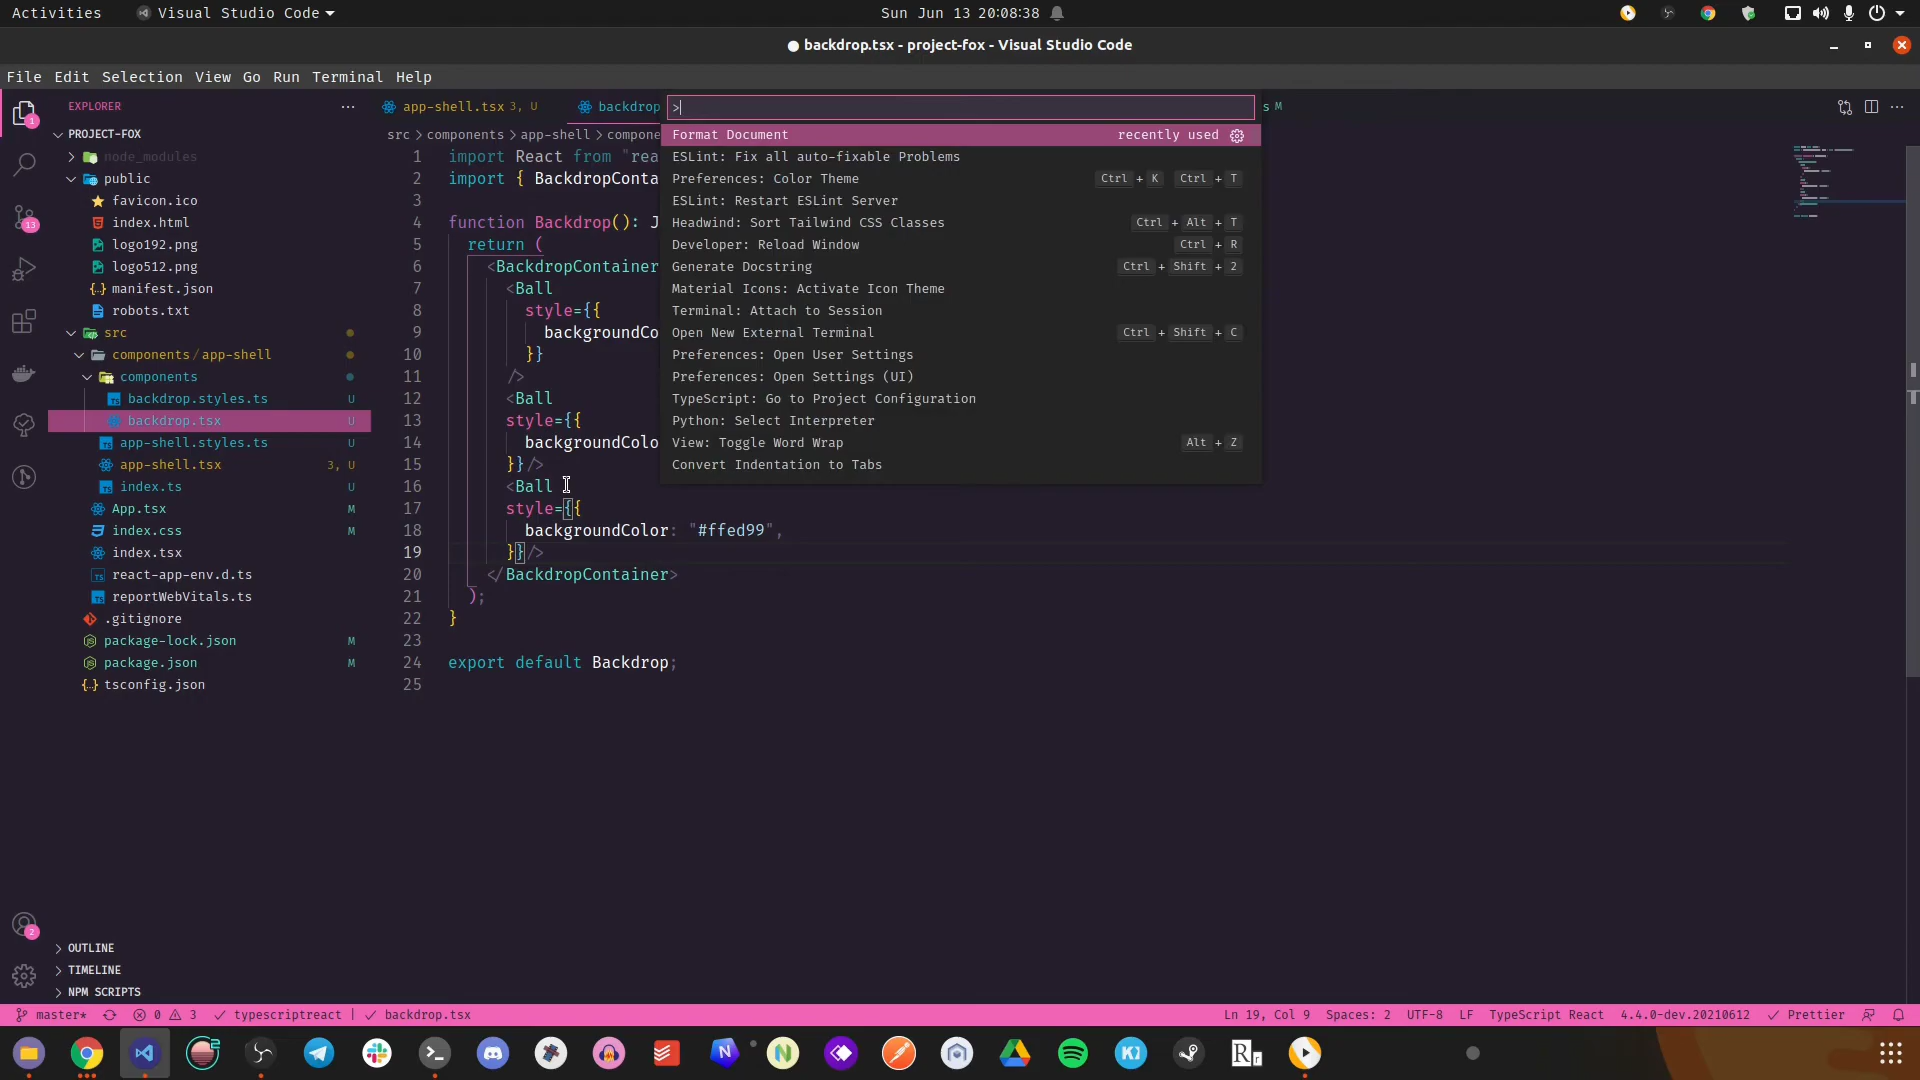 Activities
Visual Studio Code
Sun Jun 13 20:08:38
● backdrop.tsx - project-fox - Visual Studio Code
File Edit Selection View Go Run Terminal Help
EXPLORER
PROJECT-FOX
node_modules
public
favicon.ico
index.html
logo192.png
logo512.png
manifest.json
robots.txt
src
components/app-shell
components
backdrop.styles.ts U
backdrop.tsx U
app-shell.styles.ts U
app-shell.tsx 3, U
index.ts U
App.tsx M
index.css M
index.tsx
react-app-env.d.ts
reportWebVitals.ts
.gitignore
package-lock.json M
package.json M
tsconfig.json
OUTLINE
TIMELINE
NPM SCRIPTS
1
13
2
app-shell.tsx 3, U
backdrop
s M
src > components > app-shell > compone
1 import React from "rea
2 import { BackdropConta
3
4 function Backdrop(): J
5 return (
6 <BackdropContainer
7 <Ball
8 style={{
9 backgroundCo
10 }}
11 />
12 <Ball
13 style={{
14 backgroundColo
15 }}/>
16 <Ball
17 style={{
18 backgroundColor: "#ffed99",
19 }}/>
20 </BackdropContainer>
21 );
22 }
23
24 export default Backdrop;
25
>
Format Document recently used
ESLint: Fix all auto-fixable Problems
Preferences: Color Theme Ctrl + K Ctrl + T
ESLint: Restart ESLint Server
Headwind: Sort Tailwind CSS Classes Ctrl + Alt + T
Developer: Reload Window Ctrl + R
Generate Docstring Ctrl + Shift + 2
Material Icons: Activate Icon Theme
Terminal: Attach to Session
Open New External Terminal Ctrl + Shift + C
Preferences: Open User Settings
Preferences: Open Settings (UI)
TypeScript: Go to Project Configuration
Python: Select Interpreter
View: Toggle Word Wrap Alt + Z
Convert Indentation to Tabs
master* 0 3 typescriptreact | backdrop.tsx
Ln 19, Col 9 Spaces: 2 UTF-8 LF TypeScript React 4.4.0-dev.20210612 Prettier